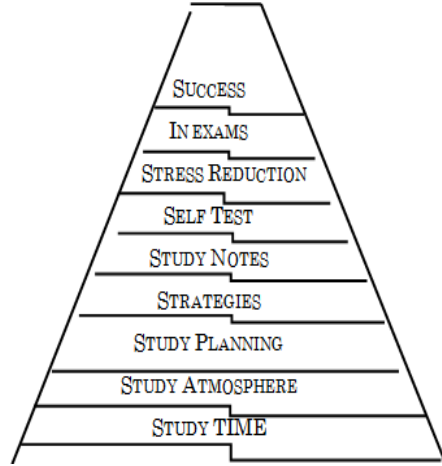 SUCCESS
IN EXAMS
STRESS REDUCTION
SELF TEST
STUDY NOTES
STRATEGIES
STUDY PLANNING
STUDY ATMOSPHERE
STUDY TIME